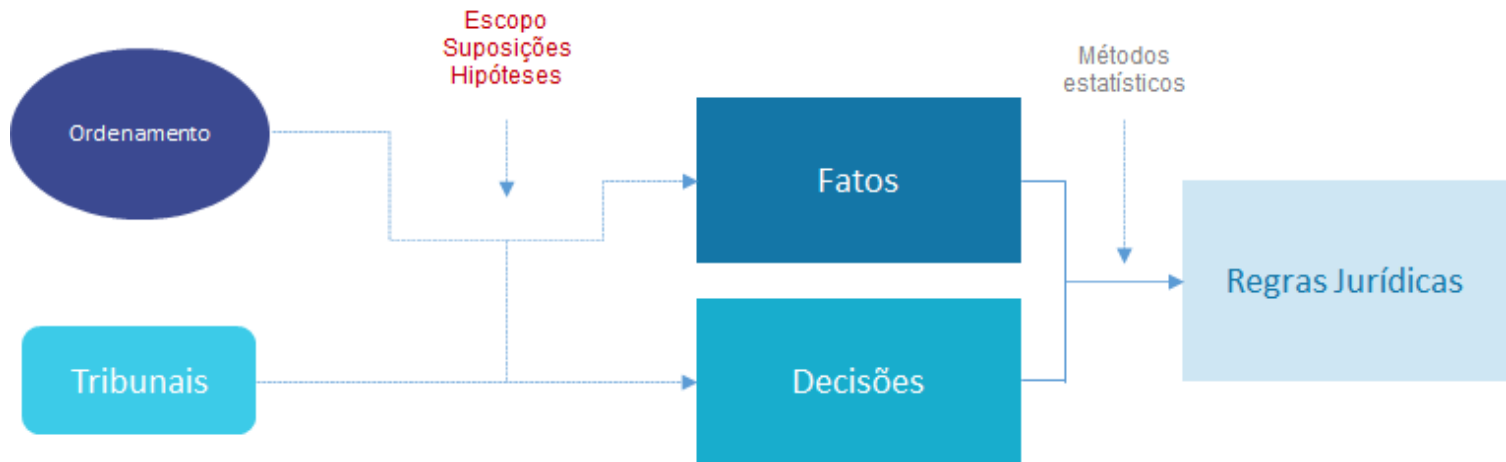 Escopo
Suposições
Hipóteses
Métodos
estatísticos
Ordenamento
Fatos
Regras Jurídicas
Tribunais
Decisões